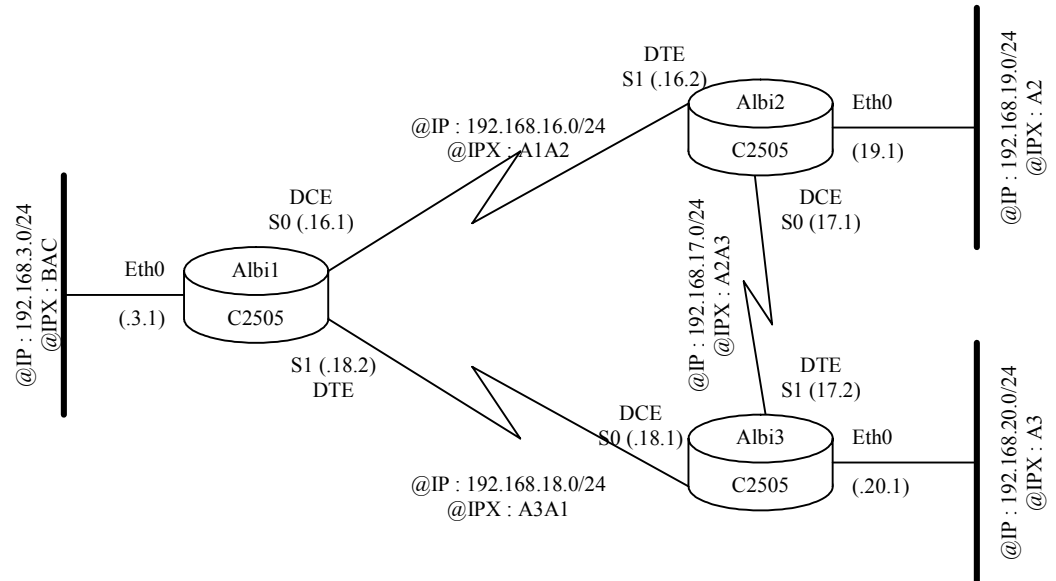 DTE
S1 (.16.2)
Albi2
C2505
Eth0
(19.1)
@IP : 192.168.19.0/24
@IPX : A2
@IP : 192.168.16.0/24
@IPX : A1A2
DCE
S0 (.16.1)
DCE
S0 (17.1)
@IP : 192.168.3.0/24
@IPX : BAC
Eth0
(.3.1)
Albi1
C2505
@IP : 192.168.17.0/24
@IPX : A2A3
S1 (.18.2)
DTE
DTE
S1 (17.2)
DCE
S0 (.18.1)
Albi3
C2505
Eth0
(.20.1)
@IP : 192.168.20.0/24
@IPX : A3
@IP : 192.168.18.0/24
@IPX : A3A1